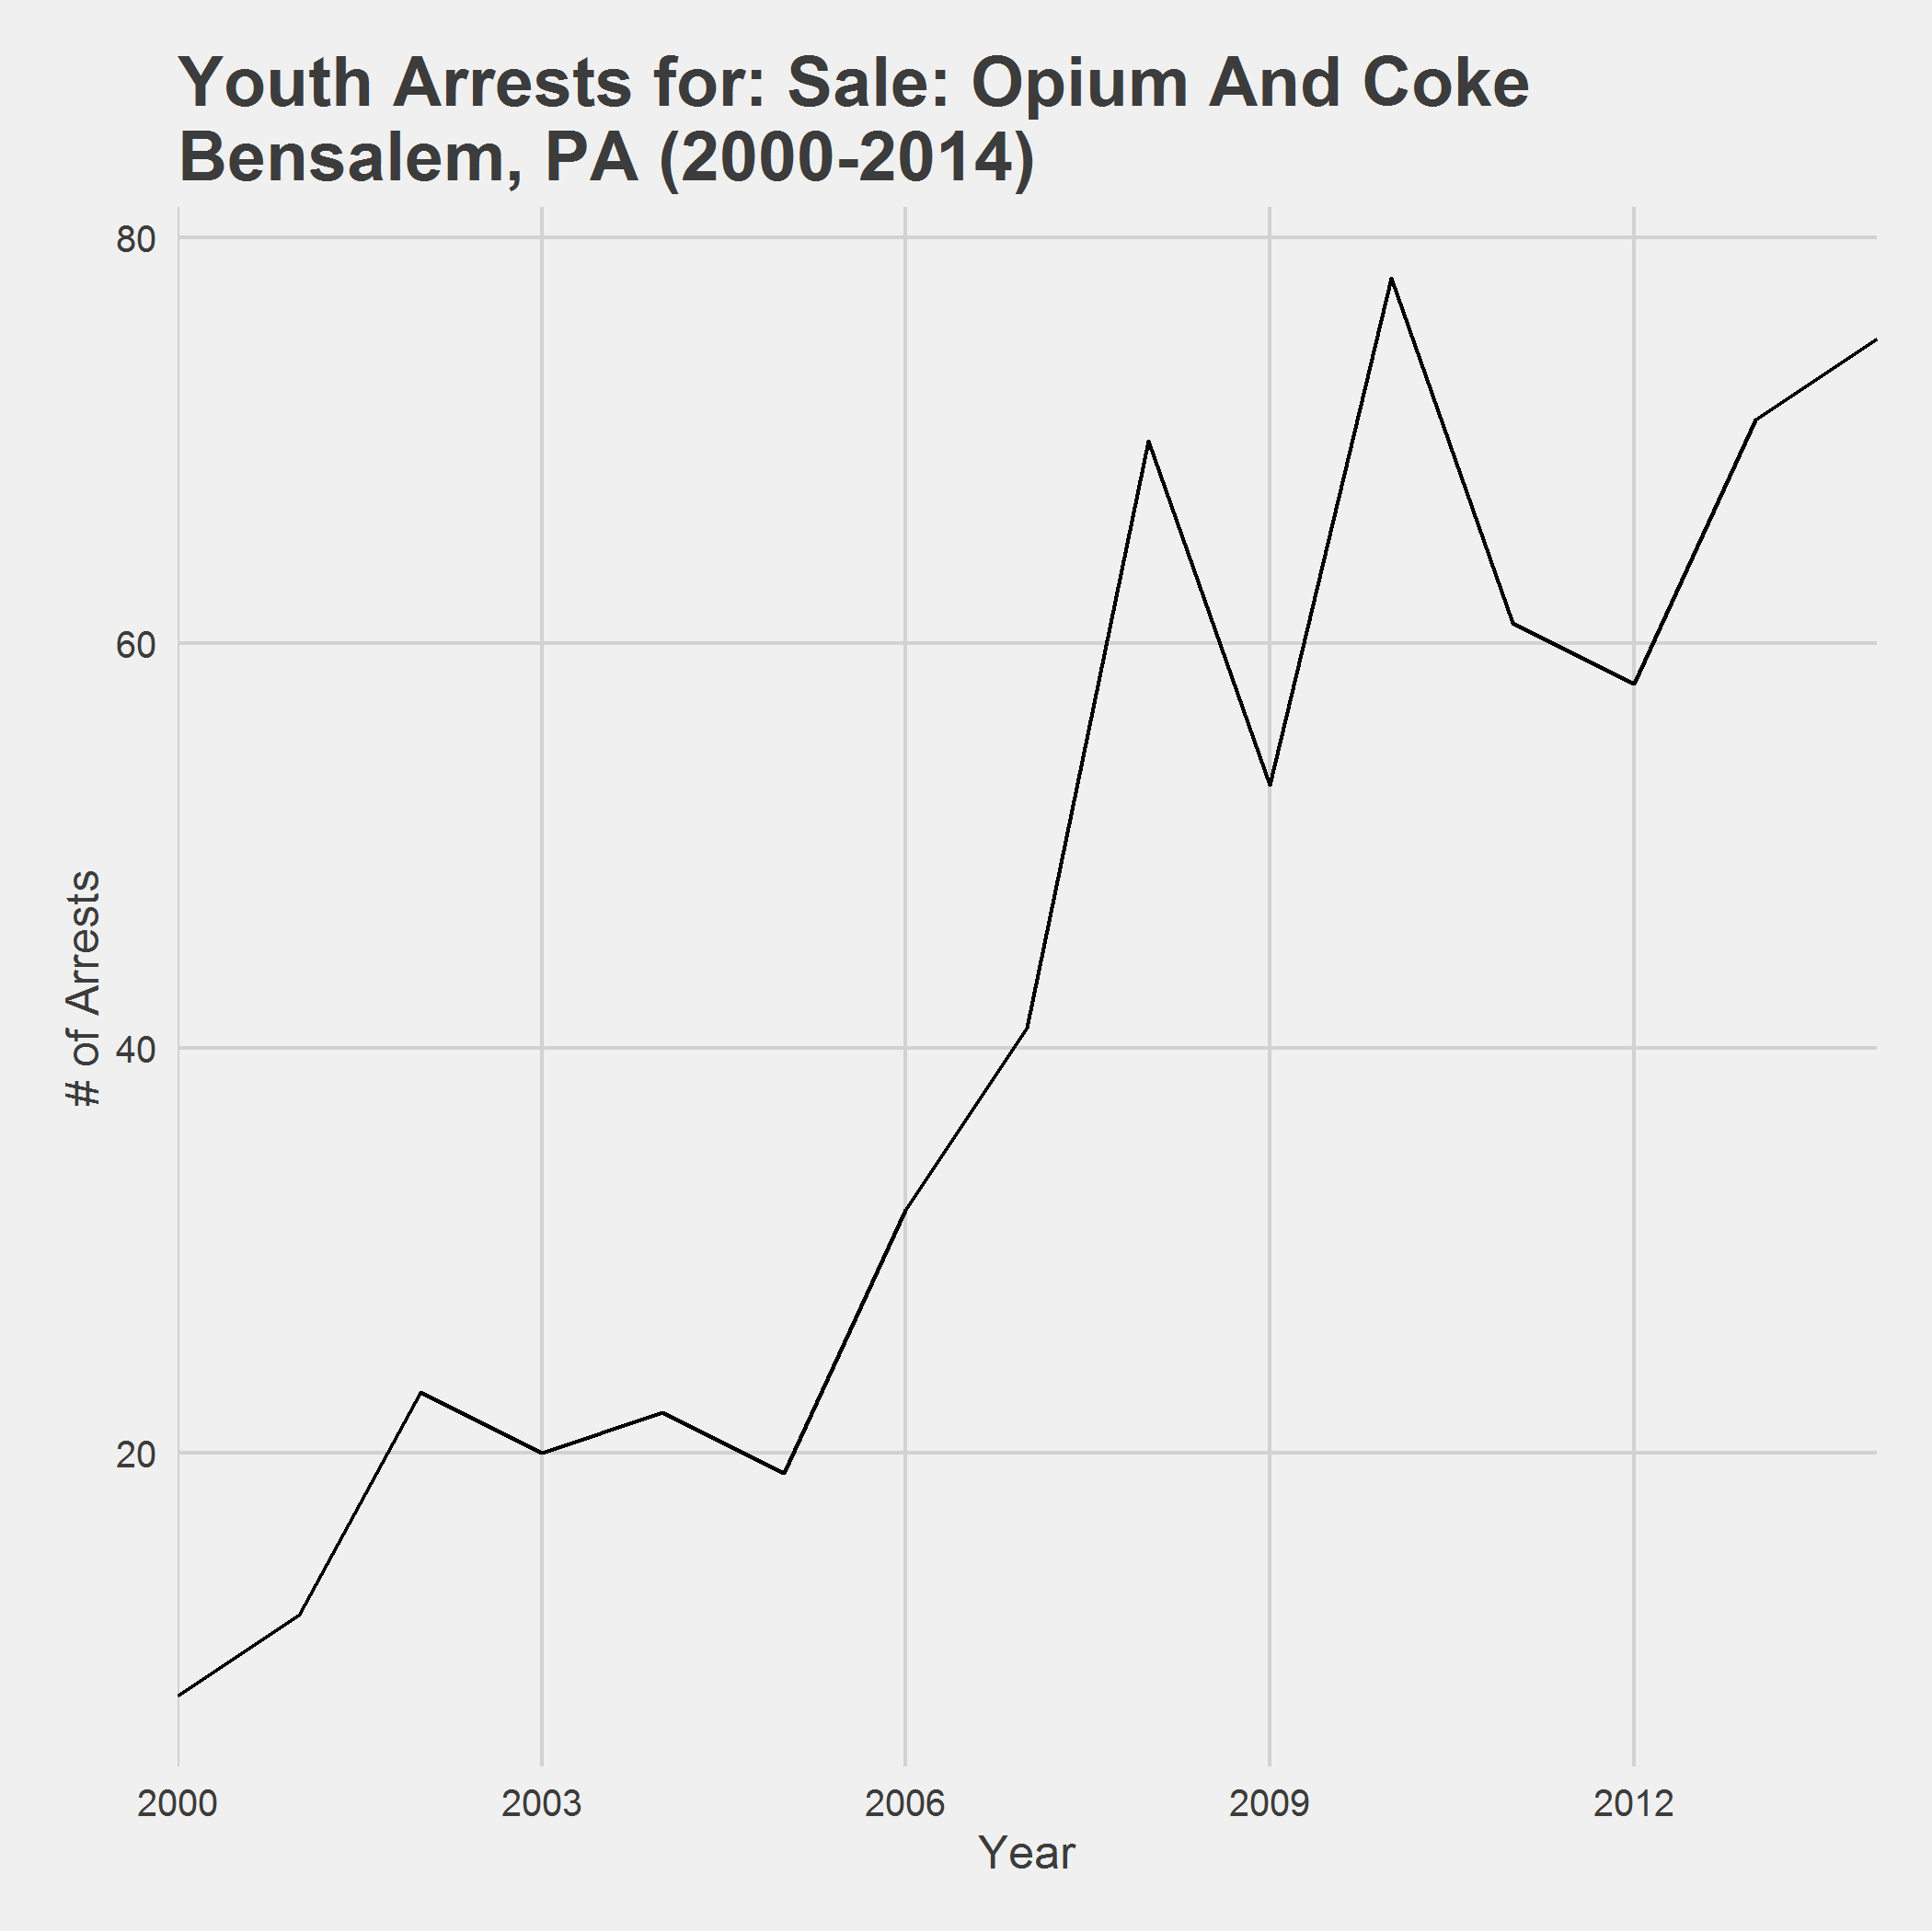 Youth Arrests for: Sale: Opium And Coke
Bensalem, PA (2000-2014)
80
60
40
20
# of Arrests
2000 2003 2006 2009 2012
Year